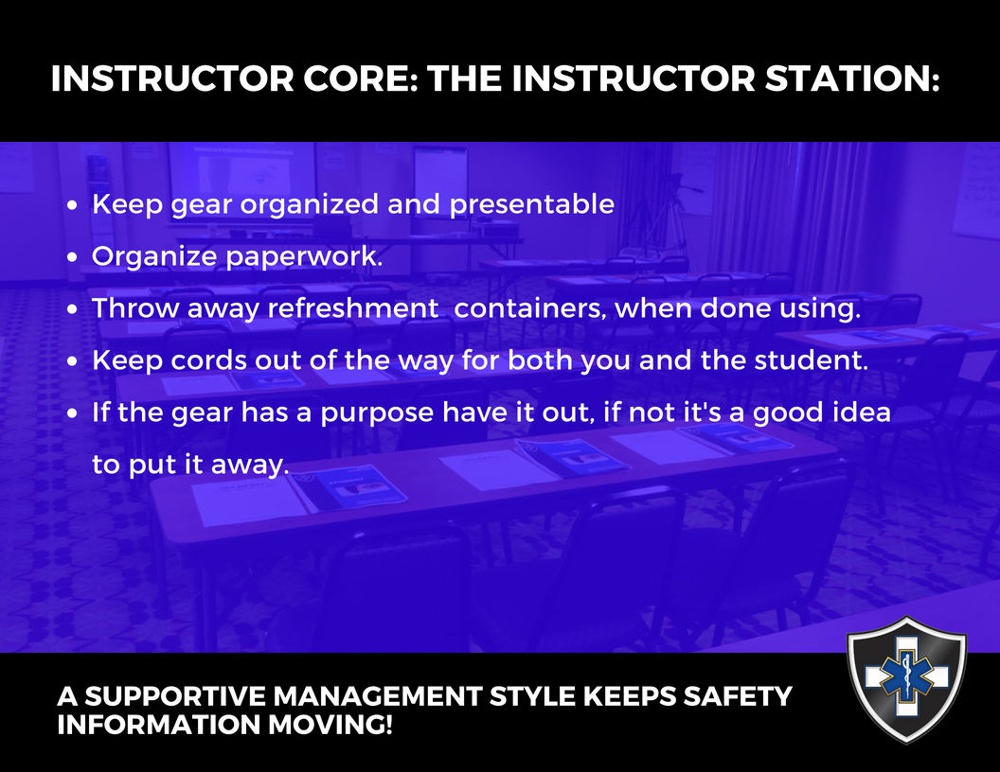 INSTRUCTOR CORE: THE INSTRUCTOR STATION:
• Keep gear organized and presentable
• Organize paperwork.
• Throw away refreshment  containers, when done using.
• Keep cords out of the way for both you and the student.
• If the gear has a purpose have it out, if not it's a good idea
to put it away.
A SUPPORTIVE MANAGEMENT STYLE KEEPS SAFETY
INFORMATION MOVING!